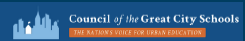 Council of the Great City Schools
THE NATION'S VOICE FOR URBAN EDUCATION